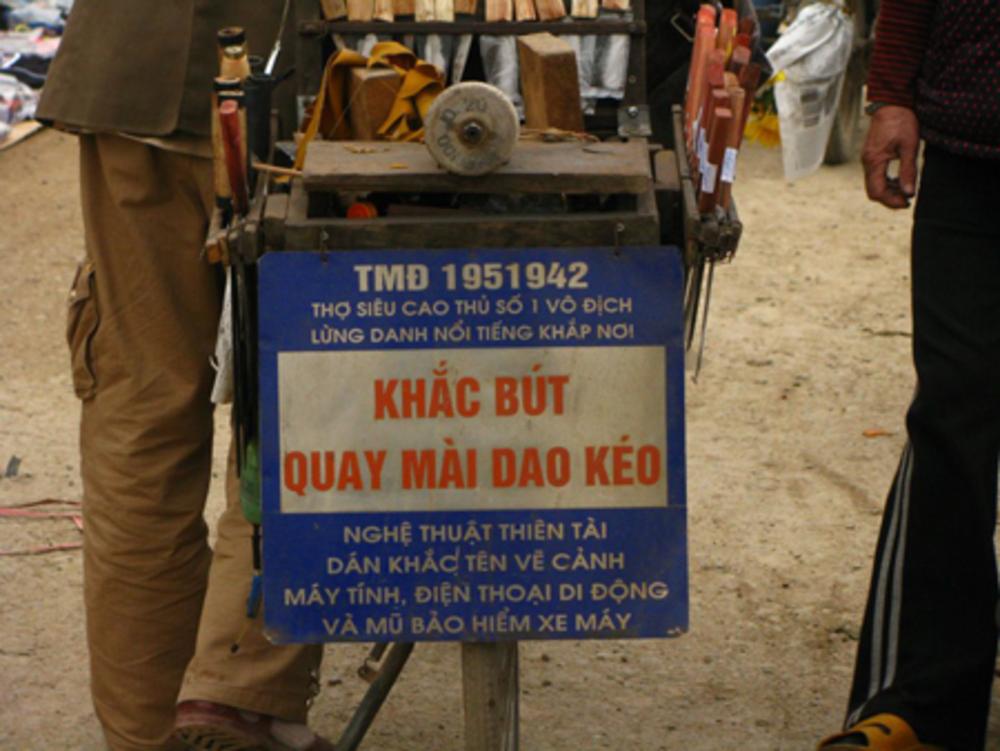 TMĐ 1951942
THỢ SIÊU CAO THỦ SỐ 1 VÔ ĐỊCH
LỪNG DANH NỔI TIẾNG KHẮP NƠI
KHẮC BÚT
QUAY MÀI DAO KÉO
NGHỆ THUẬT THIÊN TÀI
DÁN KHẮC TÊN VẼ CẢNH
MÁY TÍNH, ĐIỆN THOẠI DI ĐỘNG
VÀ MŨ BẢO HIỂM XE MÁY